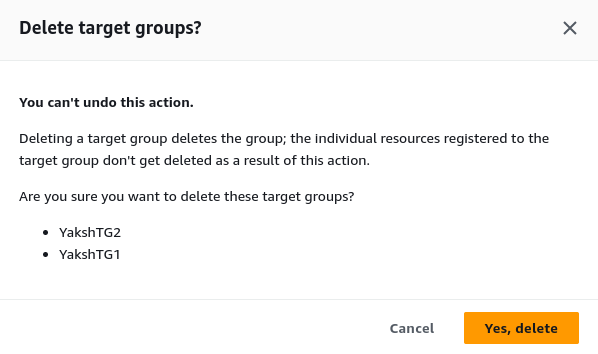 Delete target groups?
You can't undo this action.
Deleting a target group deletes the group; the individual resources registered to the
target group don't get deleted as a result of this action.
Are you sure you want to delete these target groups?
• YakshTG2
• YakshTG1
Cancel
Yes, delete